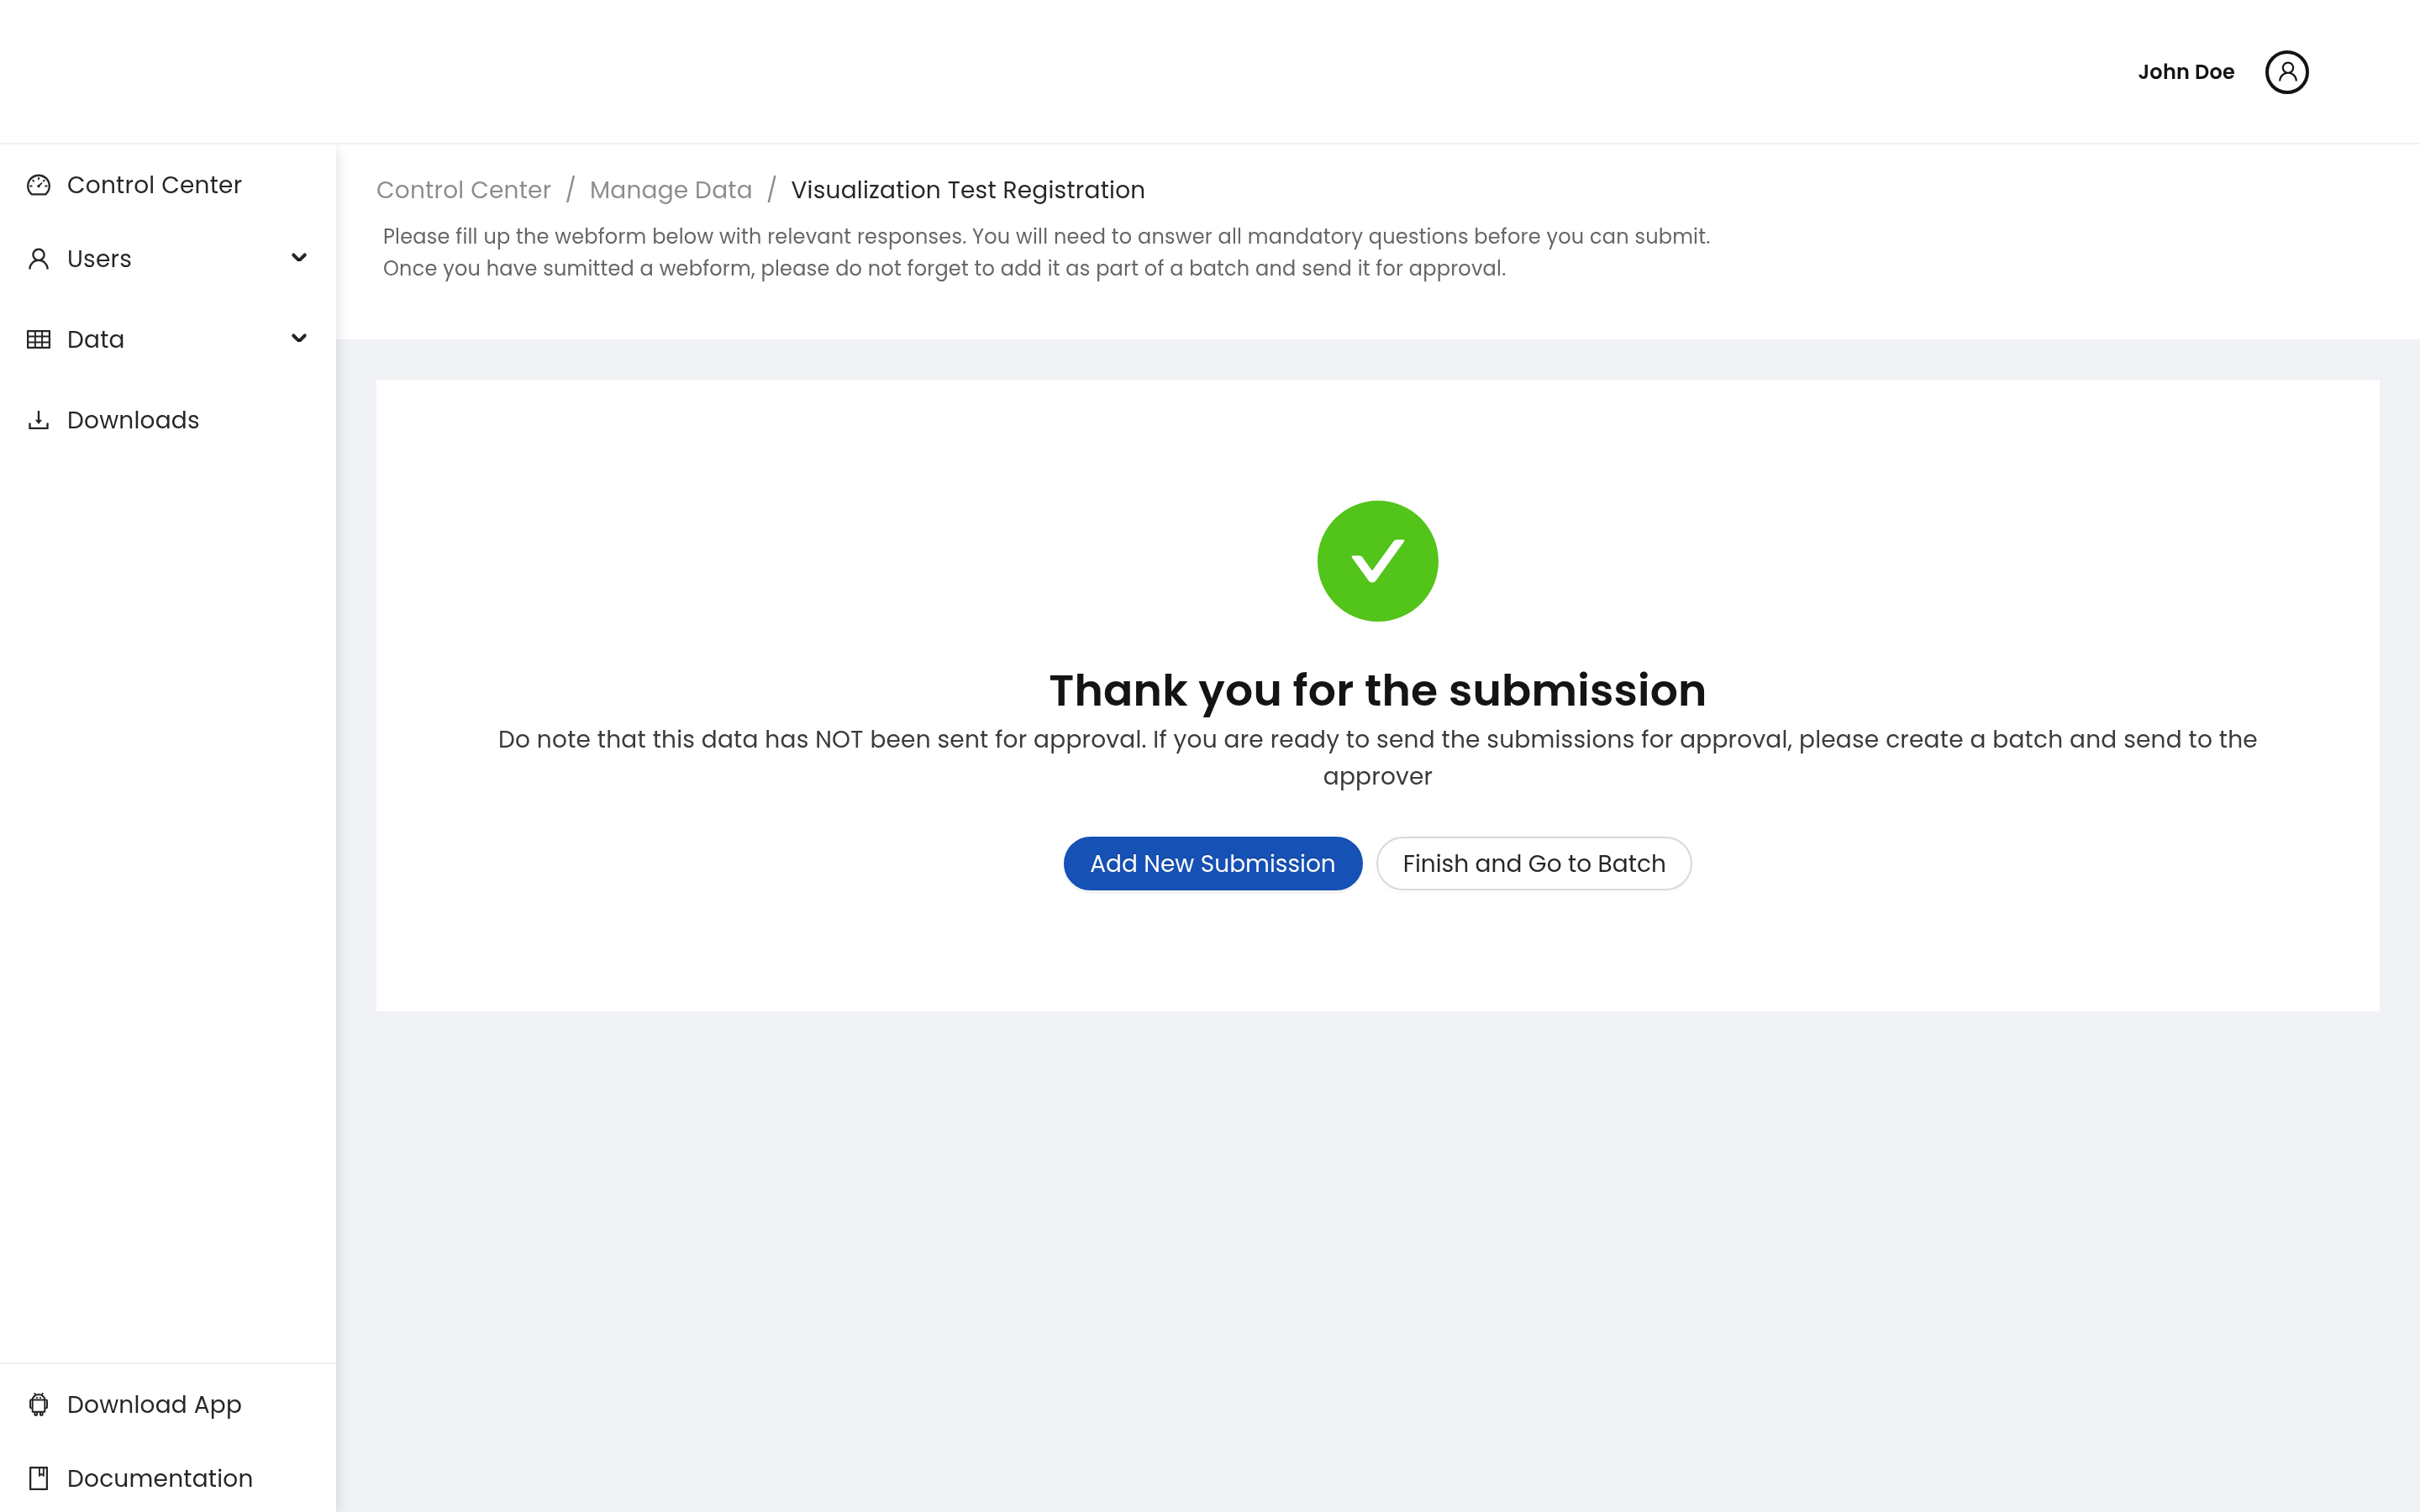 John Doe
Control Center
Users
Data
Downloads
Download App
Documentation
Control Center / Manage Data / Visualization Test Registration
Please fill up the webform below with relevant responses. You will need to answer all mandatory questions before you can submit.
Once you have sumitted a webform, please do not forget to add it as part of a batch and send it for approval.
Thank you for the submission
Do note that this data has NOT been sent for approval. If you are ready to send the submissions for approval, please create a batch and send to the
approver
Add New Submission
Finish and Go to Batch